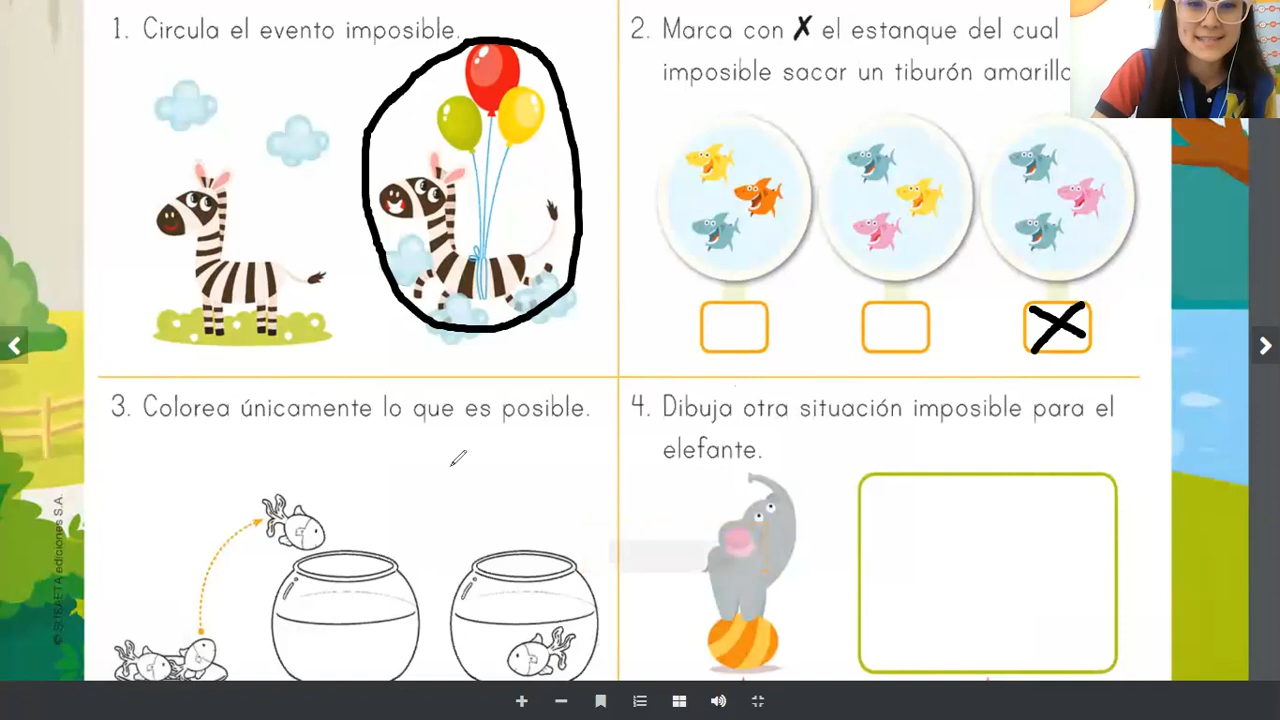 1. Circula el evento imposible.
2. Marca con ✗ el estanque del cual
imposible sacar un tiburón amarillo
3. Colorea únicamente lo que es posible.
4. Dibuja otra situación imposible para el
elefante.
© SUSAETA ediciones S.A.